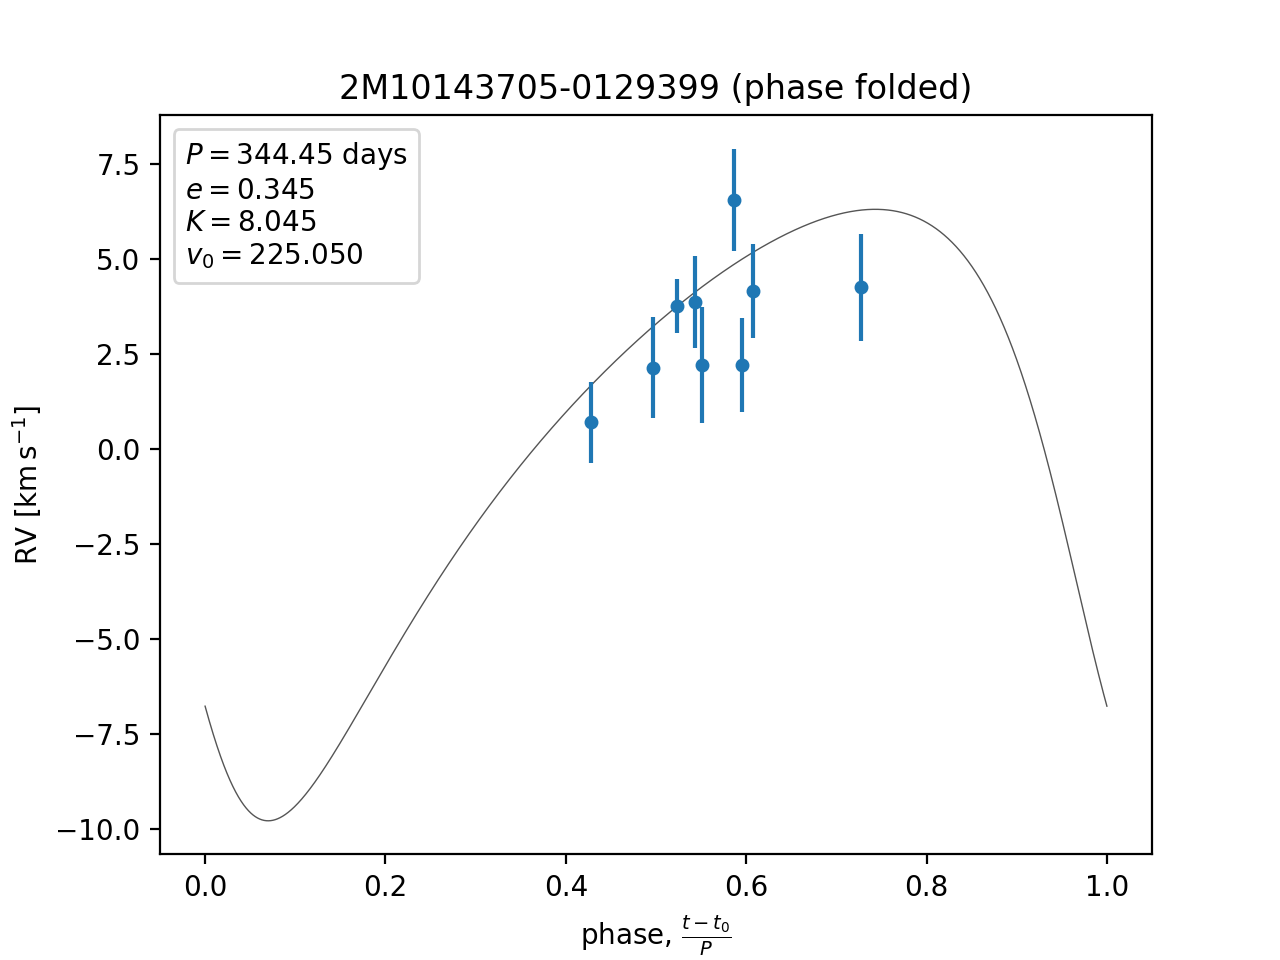 2M10143705-0129399 (phase folded)
P = 344.45 days
e = 0.345
K = 8.045
v₀ = 225.050
7.5
5.0
2.5
0.0
−2.5
−5.0
−7.5
−10.0
RV [km s⁻¹]
0.0 0.2 0.4 0.6 0.8 1.0
phase, (t − t₀)/P